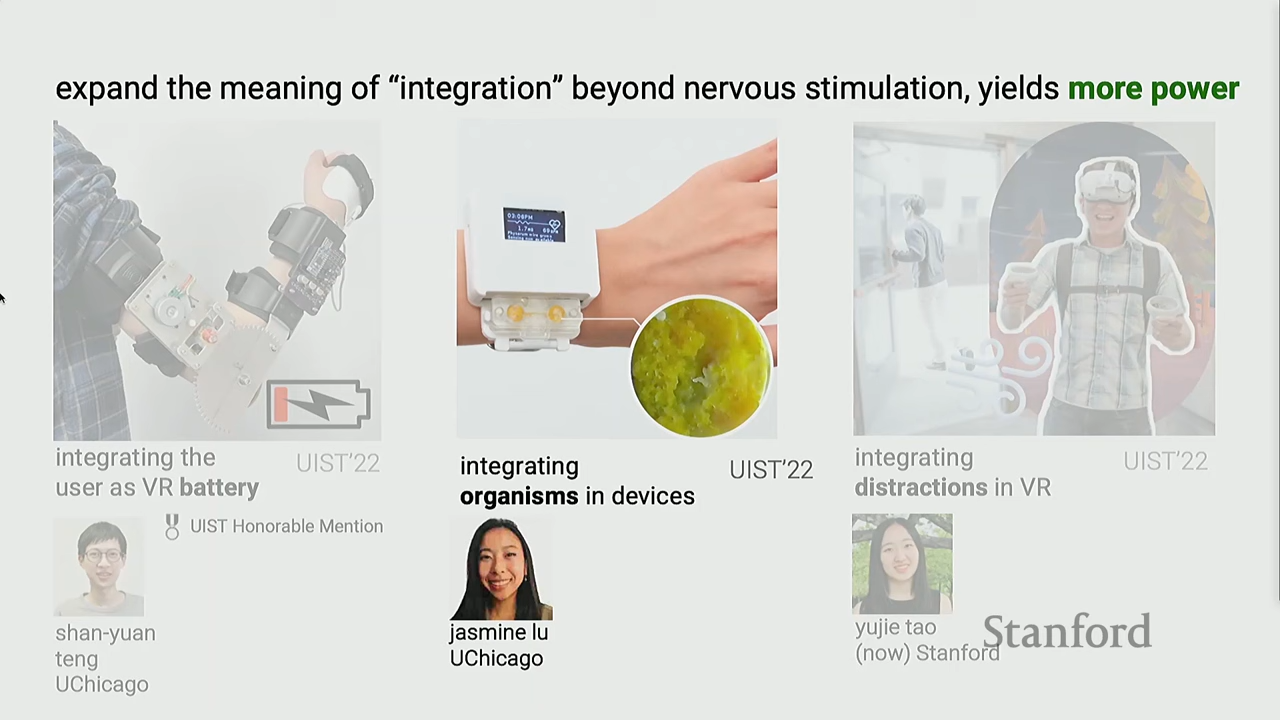 expand the meaning of “integration” beyond nervous stimulation, yields more power
03:06PM
integrating the
user as VR battery
UIST’22
UIST Honorable Mention
shan-yuan
teng
UChicago
integrating
organisms in devices
UIST’22
jasmine lu
UChicago
integrating
distractions in VR
UIST’22
yujie tao
(now) Stanford
Stanford